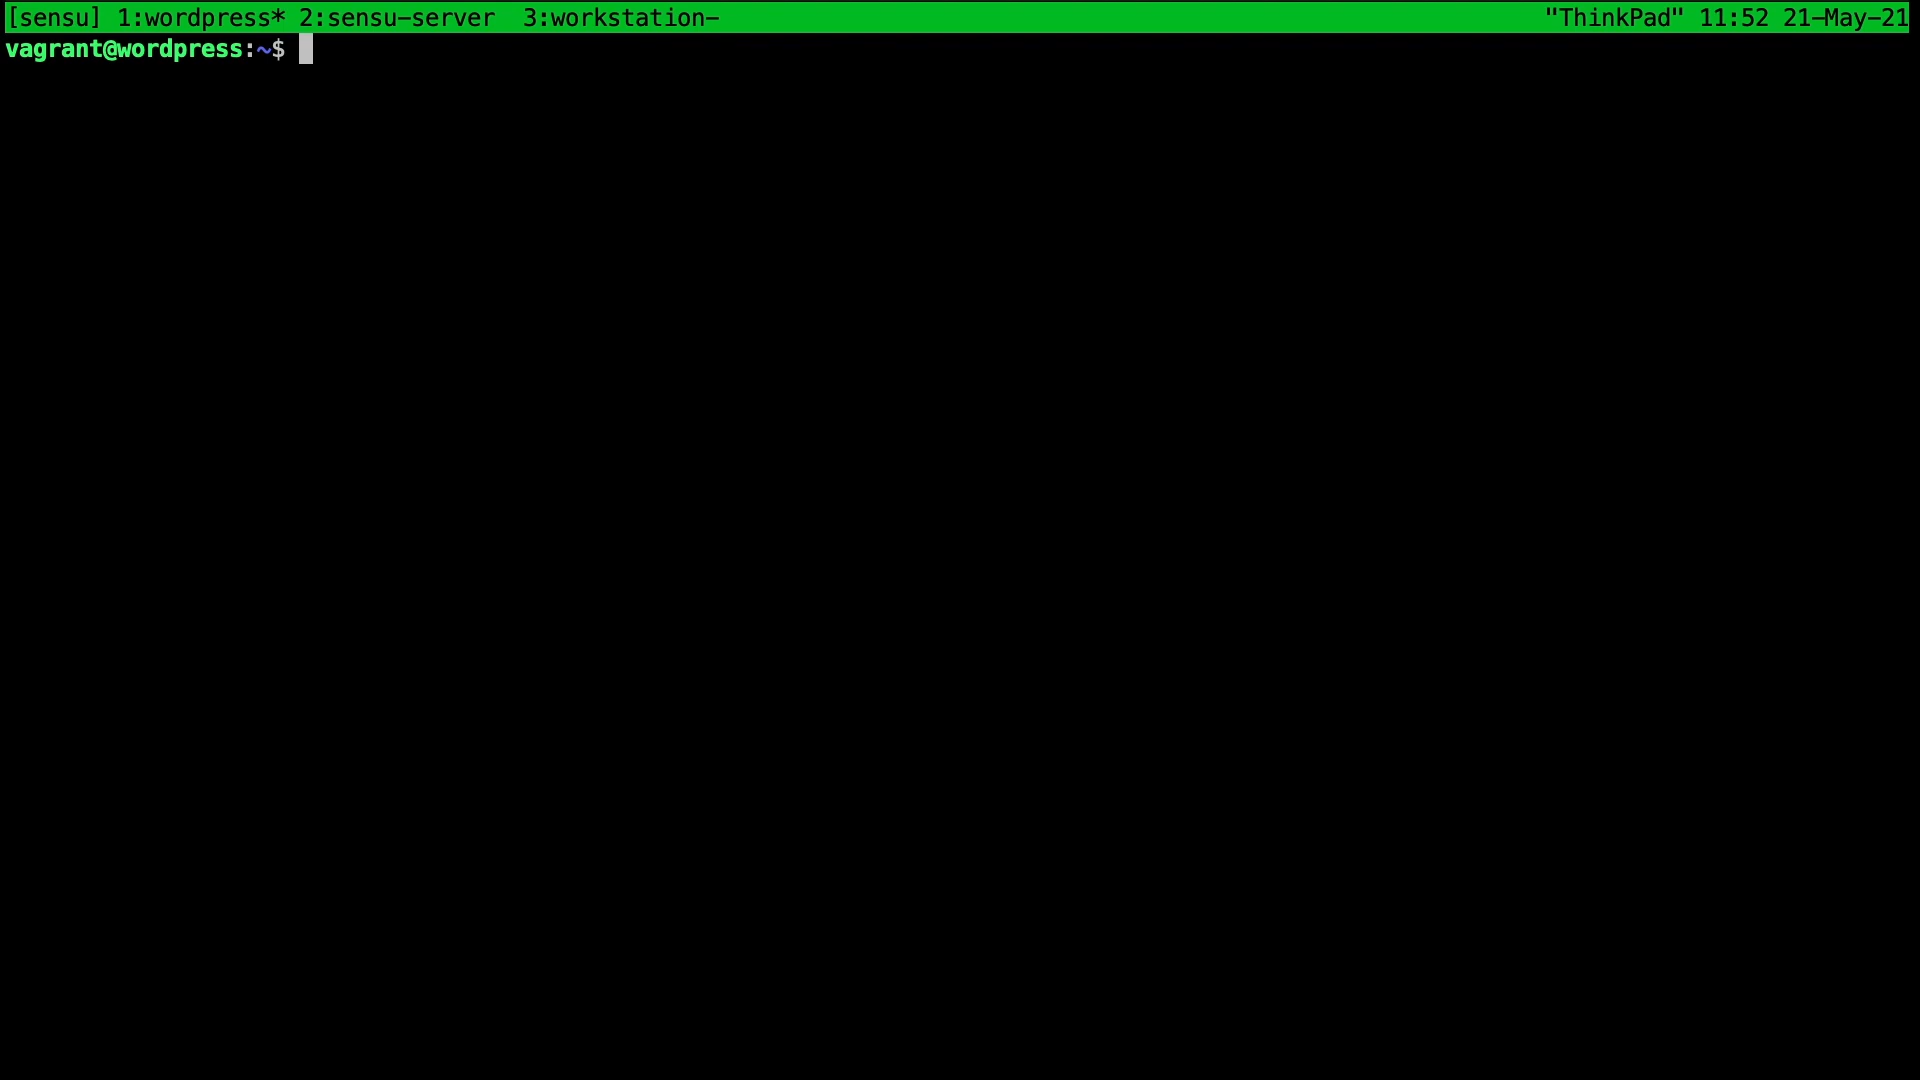 [sensu] 1:wordpress* 2:sensu-server  3:workstation- "ThinkPad" 11:52 21-May-21
vagrant@wordpress:~$